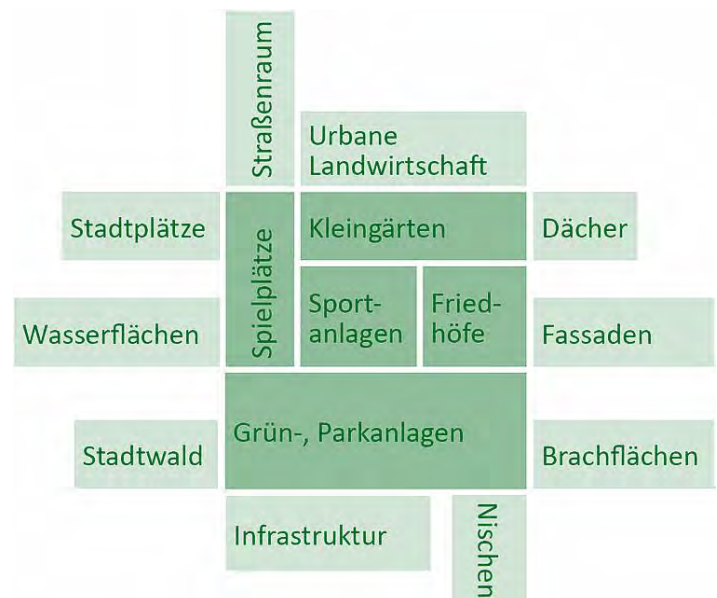 Straßenraum
Urbane
Landwirtschaft
Stadtplätze
Spielplätze
Kleingärten
Dächer
Wasserflächen
Sport-
anlagen
Fried-
höfe
Fassaden
Stadtwald
Grün-, Parkanlagen
Brachflächen
Infrastruktur
Nischen